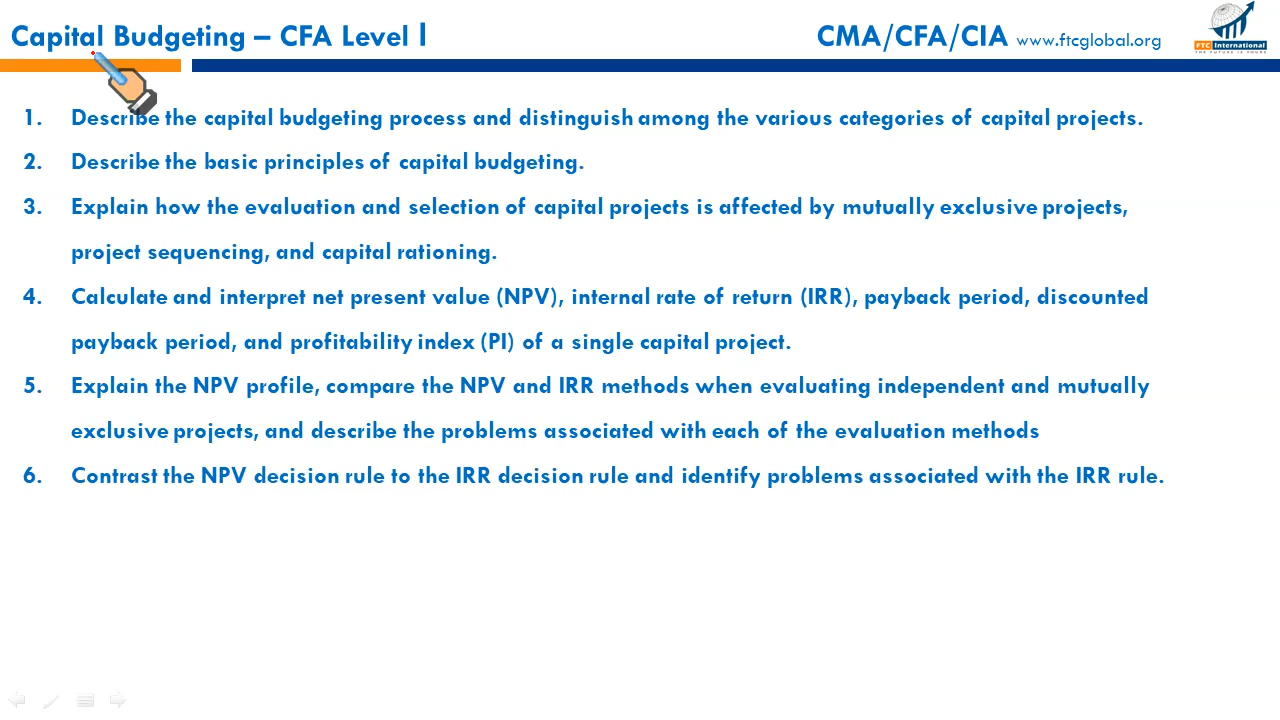 Capital Budgeting – CFA Level I
CMA/CFA/CIA www.ftcglobal.org
FTC International
THE FUTURE IS YOURS
1. Describe the capital budgeting process and distinguish among the various categories of capital projects.
2. Describe the basic principles of capital budgeting.
3. Explain how the evaluation and selection of capital projects is affected by mutually exclusive projects,
project sequencing, and capital rationing.
4. Calculate and interpret net present value (NPV), internal rate of return (IRR), payback period, discounted
payback period, and profitability index (PI) of a single capital project.
5. Explain the NPV profile, compare the NPV and IRR methods when evaluating independent and mutually
exclusive projects, and describe the problems associated with each of the evaluation methods
6. Contrast the NPV decision rule to the IRR decision rule and identify problems associated with the IRR rule.